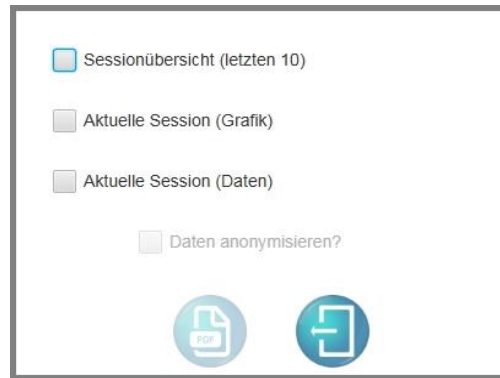 Sessionübersicht (letzten 10)
Aktuelle Session (Grafik)
Aktuelle Session (Daten)
Daten anonymisieren?
PDF